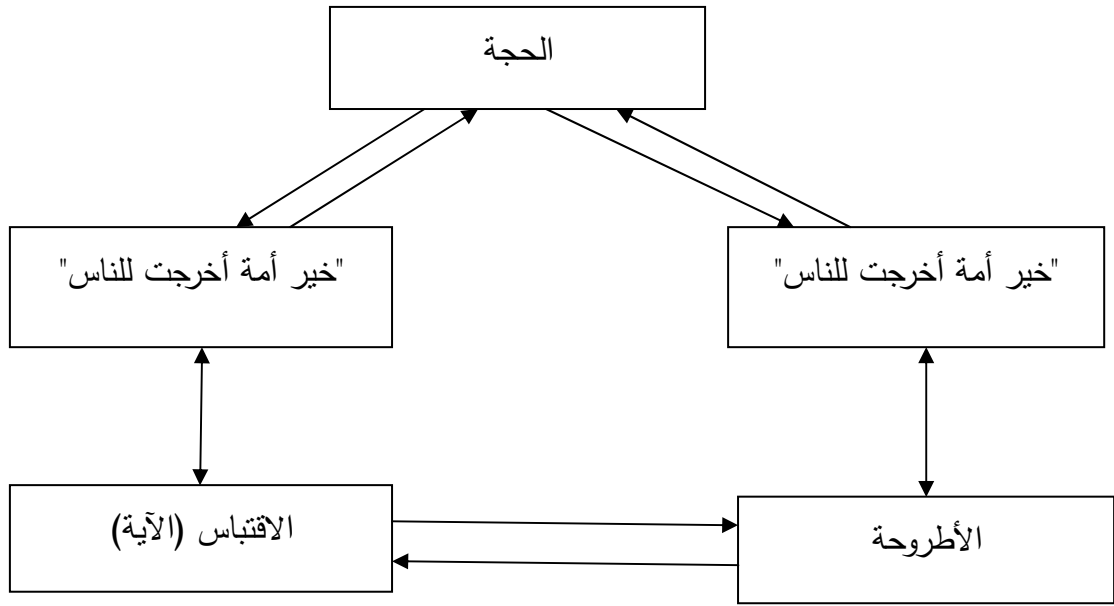 الحجة
"خير أمة أخرجت للناس"
"خير أمة أخرجت للناس"
الأطروحة
الاقتباس (الآية)